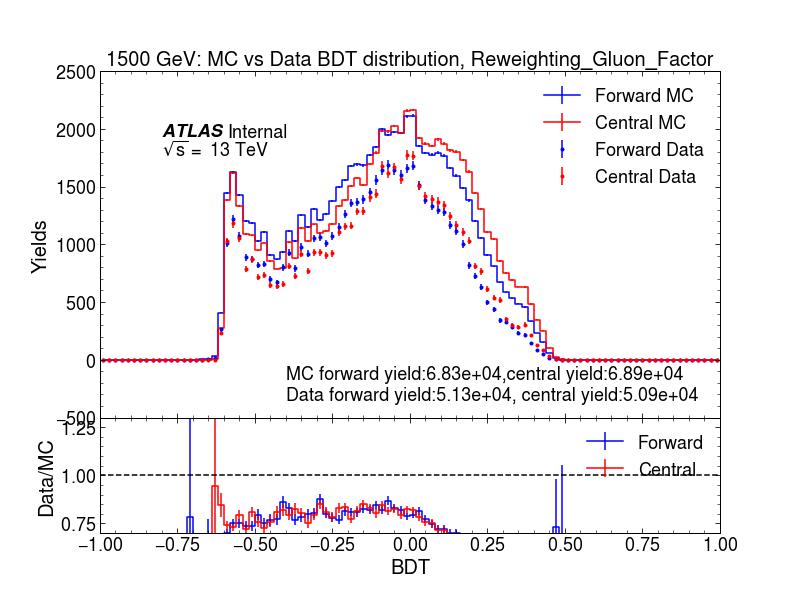 1500 GeV: MC vs Data BDT distribution, Reweighting_Gluon_Factor
2500
2000
1500
1000
500
0
−500
Yields
ATLAS Internal
√s = 13 TeV
Forward MC
Central MC
Forward Data
Central Data
MC forward yield:6.83e+04,central yield:6.89e+04
Data forward yield:5.13e+04, central yield:5.09e+04
1.25
1.00
0.75
Data/MC
Forward
Central
−1.00 −0.75 −0.50 −0.25 0.00 0.25 0.50 0.75 1.00
BDT